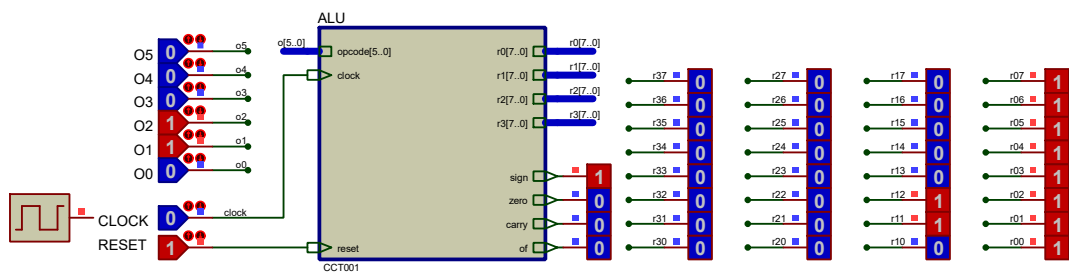 ALU
O5 0 o5 o[5..0] opcode[5..0] r0[7..0] r0[7..0]
O4 0 o4 clock r1[7..0] r1[7..0] r37 0 r27 0 r17 0 r07 1
O3 0 o3 r2[7..0] r2[7..0] r36 0 r26 0 r16 0 r06 1
O2 1 o2 r3[7..0] r3[7..0] r35 0 r25 0 r15 0 r05 1
O1 1 o1 r34 0 r24 0 r14 0 r04 1
O0 0 o0 sign 1 r33 0 r23 0 r13 0 r03 1
zero 0 r32 0 r22 0 r12 1 r02 1
CLOCK 0 clock carry 0 r31 0 r21 0 r11 1 r01 1
RESET 1 reset of 0 r30 0 r20 0 r10 0 r00 1
CCT001